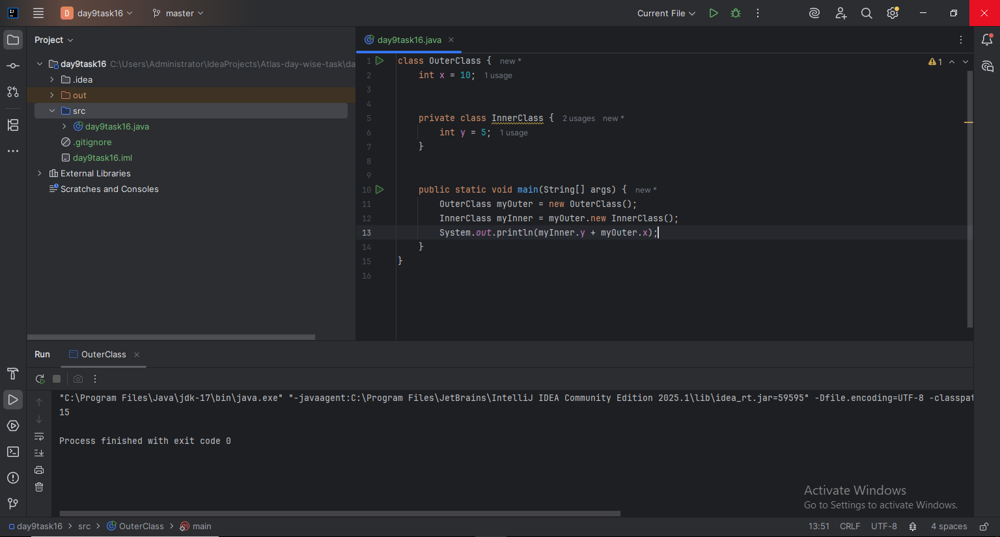 D day9task16 master Current File
Project
day9task16 C:\Users\Administrator\IdeaProjects\Atlas-day-wise-task\da
.idea
out
src
day9task16.java
.gitignore
day9task16.iml
External Libraries
Scratches and Consoles
day9task16.java
1
1 class OuterClass { new *
2 int x = 10; 1 usage
3
4
5 private class InnerClass { 2 usages new *
6 int y = 5; 1 usage
7 }
8
9
10 public static void main(String[] args) { new *
11 OuterClass myOuter = new OuterClass();
12 InnerClass myInner = myOuter.new InnerClass();
13 System.out.println(myInner.y + myOuter.x);
14 }
15 }
16
Run OuterClass
"C:\Program Files\Java\jdk-17\bin\java.exe" "-javaagent:C:\Program Files\JetBrains\IntelliJ IDEA Community Edition 2025.1\lib\idea_rt.jar=59595" -Dfile.encoding=UTF-8 -classpat
15
Process finished with exit code 0
Activate Windows
Go to Settings to activate Windows.
day9task16 > src > OuterClass > main 13:51 CRLF UTF-8 4 spaces